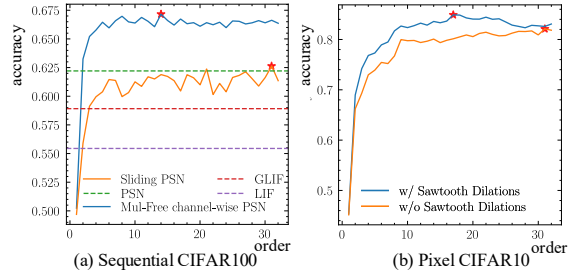 accuracy
0.675
0.650
0.625
0.600
0.575
0.550
0.525
0.500
Sliding PSN
PSN
Mul-Free channel-wise PSN
GLIF
LIF
0 10 20 30
order
(a) Sequential CIFAR100
accuracy
0.8
0.7
0.6
0.5
w/ Sawtooth Dilations
w/o Sawtooth Dilations
0 10 20 30
order
(b) Pixel CIFAR10